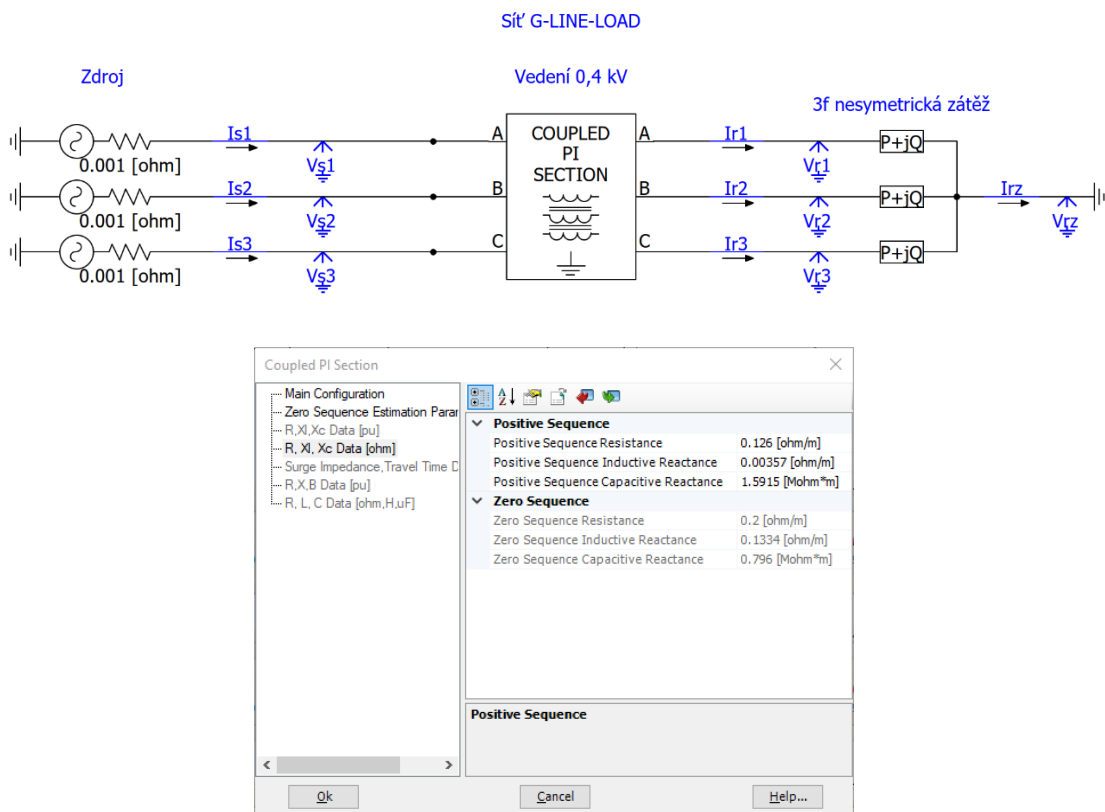 Síť G-LINE-LOAD
Zdroj
Vedení 0,4 kV
3f nesymetrická zátěž
0.001 [ohm]
Is1
Vs1
A
COUPLED
PI
SECTION
A
Ir1
Vr1
P+jQ
0.001 [ohm]
Is2
Vs2
B
B
Ir2
Vr2
P+jQ
Irz
Vrz
0.001 [ohm]
Is3
Vs3
C
C
Ir3
Vr3
P+jQ
Coupled PI Section
Main Configuration
Zero Sequence Estimation Parar
R,Xl,Xc Data [pu]
R, Xl, Xc Data [ohm]
Surge Impedance,Travel Time D
R,X,B Data [pu]
R, L, C Data [ohm,H,uF]
Positive Sequence
Positive Sequence Resistance 0.126 [ohm/m]
Positive Sequence Inductive Reactance 0.00357 [ohm/m]
Positive Sequence Capacitive Reactance 1.5915 [Mohm*m]
Zero Sequence
Zero Sequence Resistance 0.2 [ohm/m]
Zero Sequence Inductive Reactance 0.1334 [ohm/m]
Zero Sequence Capacitive Reactance 0.796 [Mohm*m]
Positive Sequence
Ok
Cancel
Help...